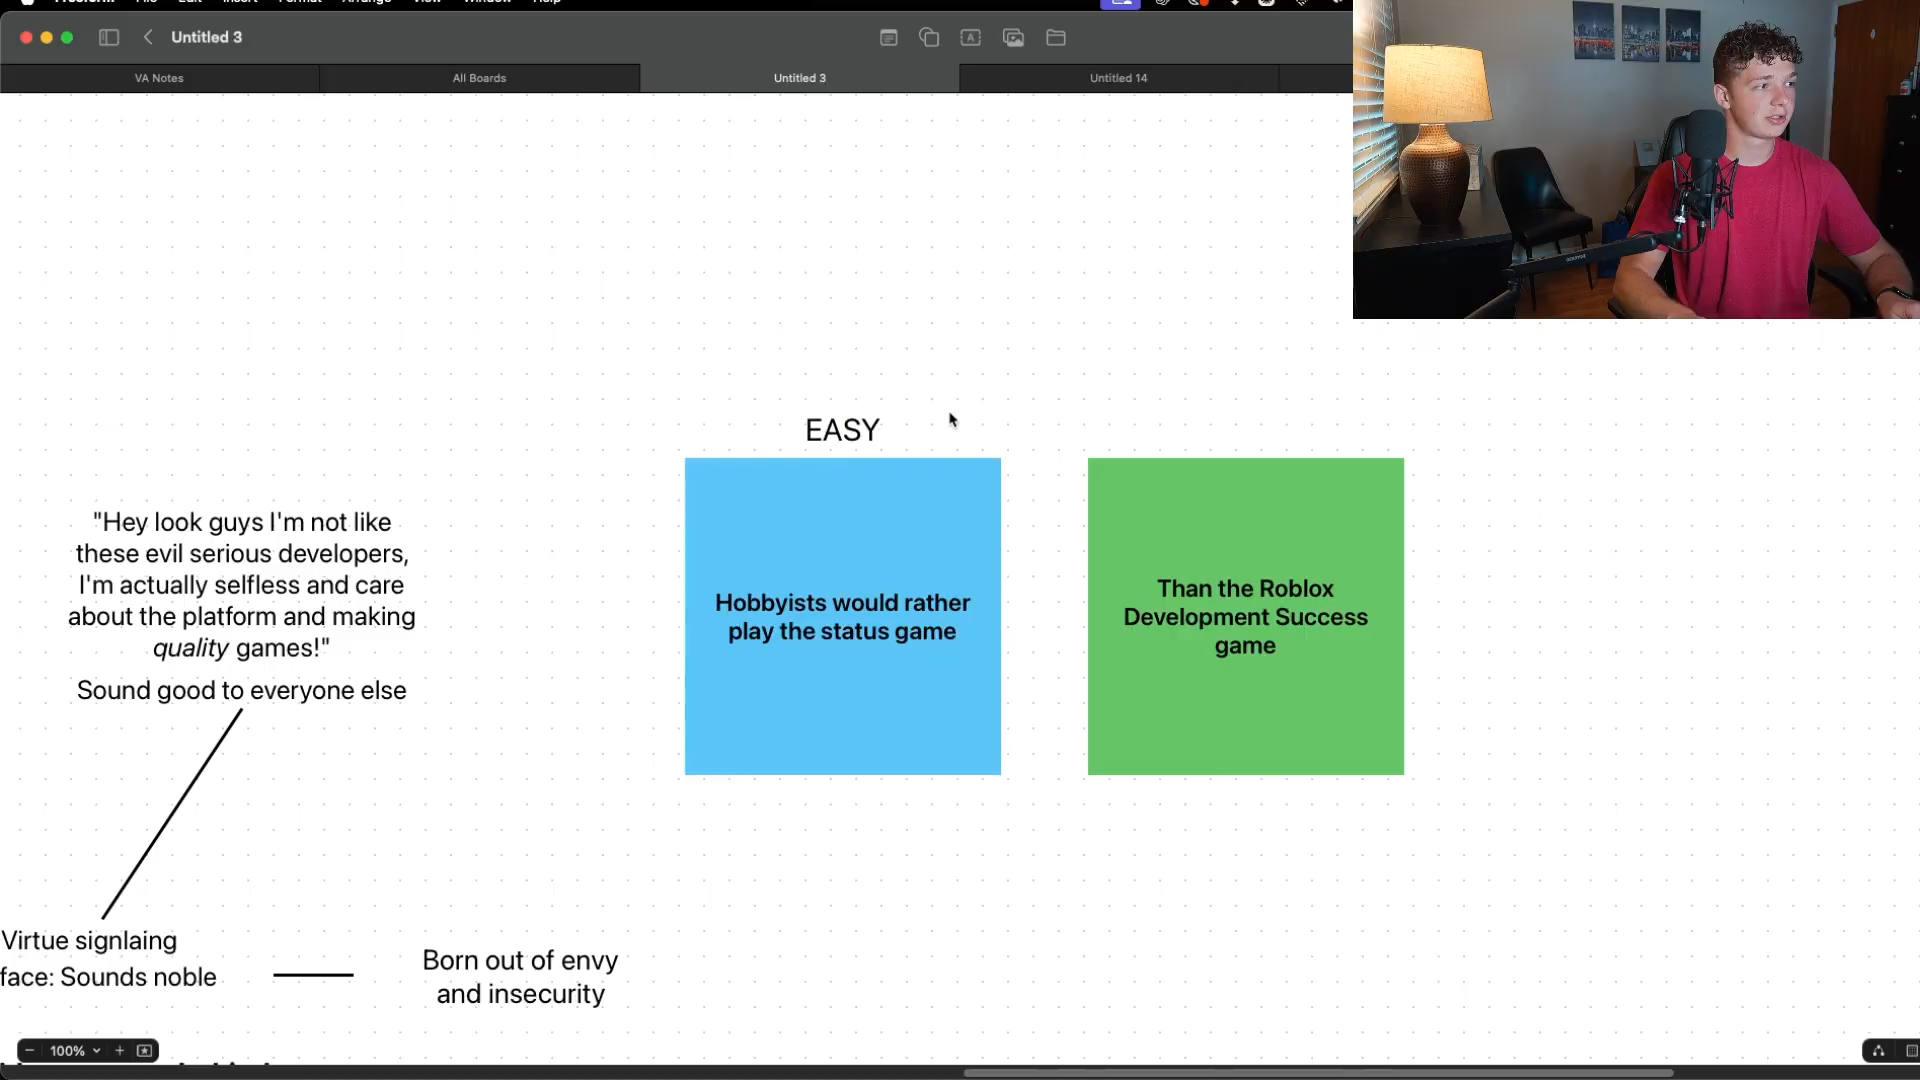 Untitled 3
VA Notes
All Boards
Untitled 3
Untitled 14
EASY
"Hey look guys I'm not like
these evil serious developers,
I'm actually selfless and care
about the platform and making
quality games!"
Sound good to everyone else
Hobbyists would rather
play the status game
Than the Roblox
Development Success
game
Virtue signlaing
face: Sounds noble
Born out of envy
and insecurity
100%